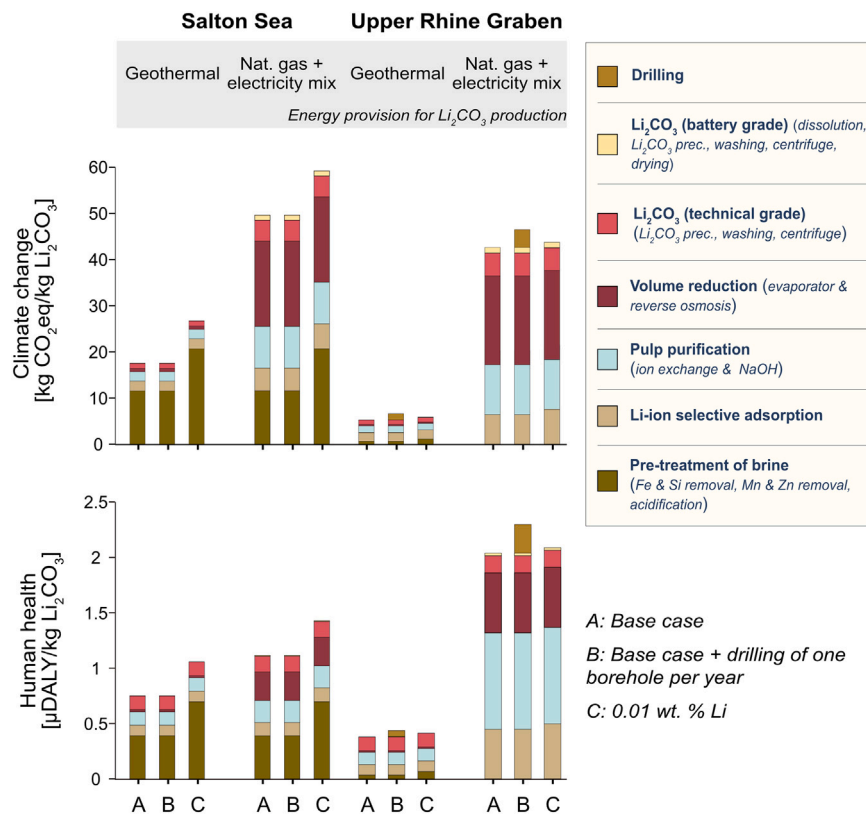 Salton Sea
Upper Rhine Graben
Geothermal
Nat. gas +
electricity mix
Geothermal
Nat. gas +
electricity mix
Energy provision for Li₂CO₃ production
Climate change
[kg CO₂eq/kg Li₂CO₃]
60
50
40
30
20
10
0
Human health
[µDALY/kg Li₂CO₃]
2.5
2
1.5
1
0.5
0
A B C A B C A B C A B C
Drilling
Li₂CO₃ (battery grade) (dissolution,
Li₂CO₃ prec., washing, centrifuge,
drying)
Li₂CO₃ (technical grade)
(Li₂CO₃ prec., washing, centrifuge)
Volume reduction (evaporator &
reverse osmosis)
Pulp purification
(ion exchange & NaOH)
Li-ion selective adsorption
Pre-treatment of brine
(Fe & Si removal, Mn & Zn removal,
acidification)
A: Base case
B: Base case + drilling of one
borehole per year
C: 0.01 wt. % Li